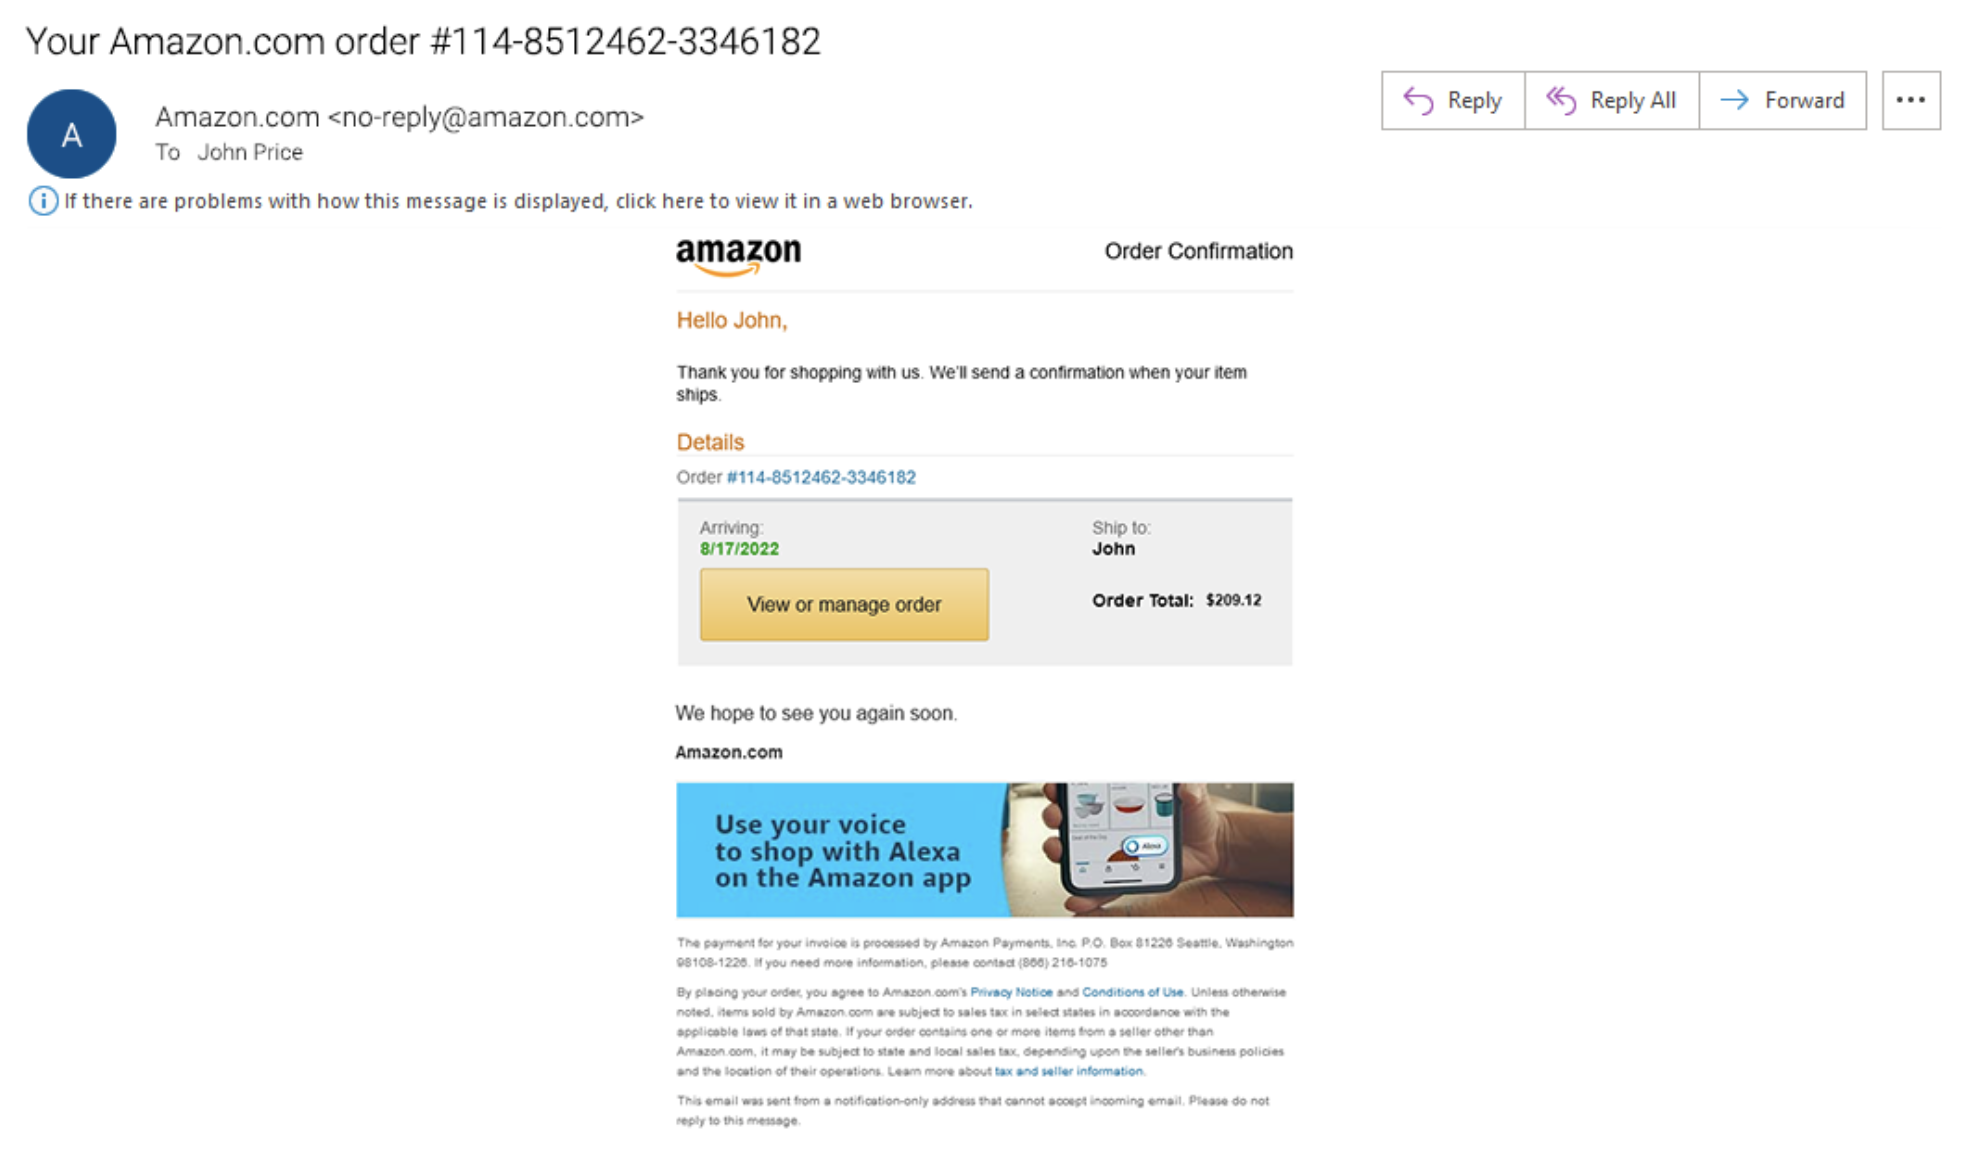 Your Amazon.com order #114-8512462-3346182
A
Amazon.com <no-reply@amazon.com>
To John Price
Reply
Reply All
Forward
If there are problems with how this message is displayed, click here to view it in a web browser.
amazon
Order Confirmation
Hello John,
Thank you for shopping with us. We'll send a confirmation when your item
ships.
Details
Order #114-8512462-3346182
Arriving:
8/17/2022
View or manage order
Ship to:
John
Order Total: $209.12
We hope to see you again soon.
Amazon.com
Use your voice
to shop with Alexa
on the Amazon app
Alexa
The payment for your invoice is processed by Amazon Payments, Inc. P.O. Box 81226 Seattle, Washington
98108-1226. If you need more information, please contact (866) 216-1075
By placing your order, you agree to Amazon.com's Privacy Notice and Conditions of Use. Unless otherwise
noted, items sold by Amazon.com are subject to sales tax in select states in accordance with the
applicable laws of that state. If your order contains one or more items from a seller other than
Amazon.com, it may be subject to state and local sales tax, depending upon the seller's business policies
and the location of their operations. Learn more about tax and seller information.
This email was sent from a notification-only address that cannot accept incoming email. Please do not
reply to this message.